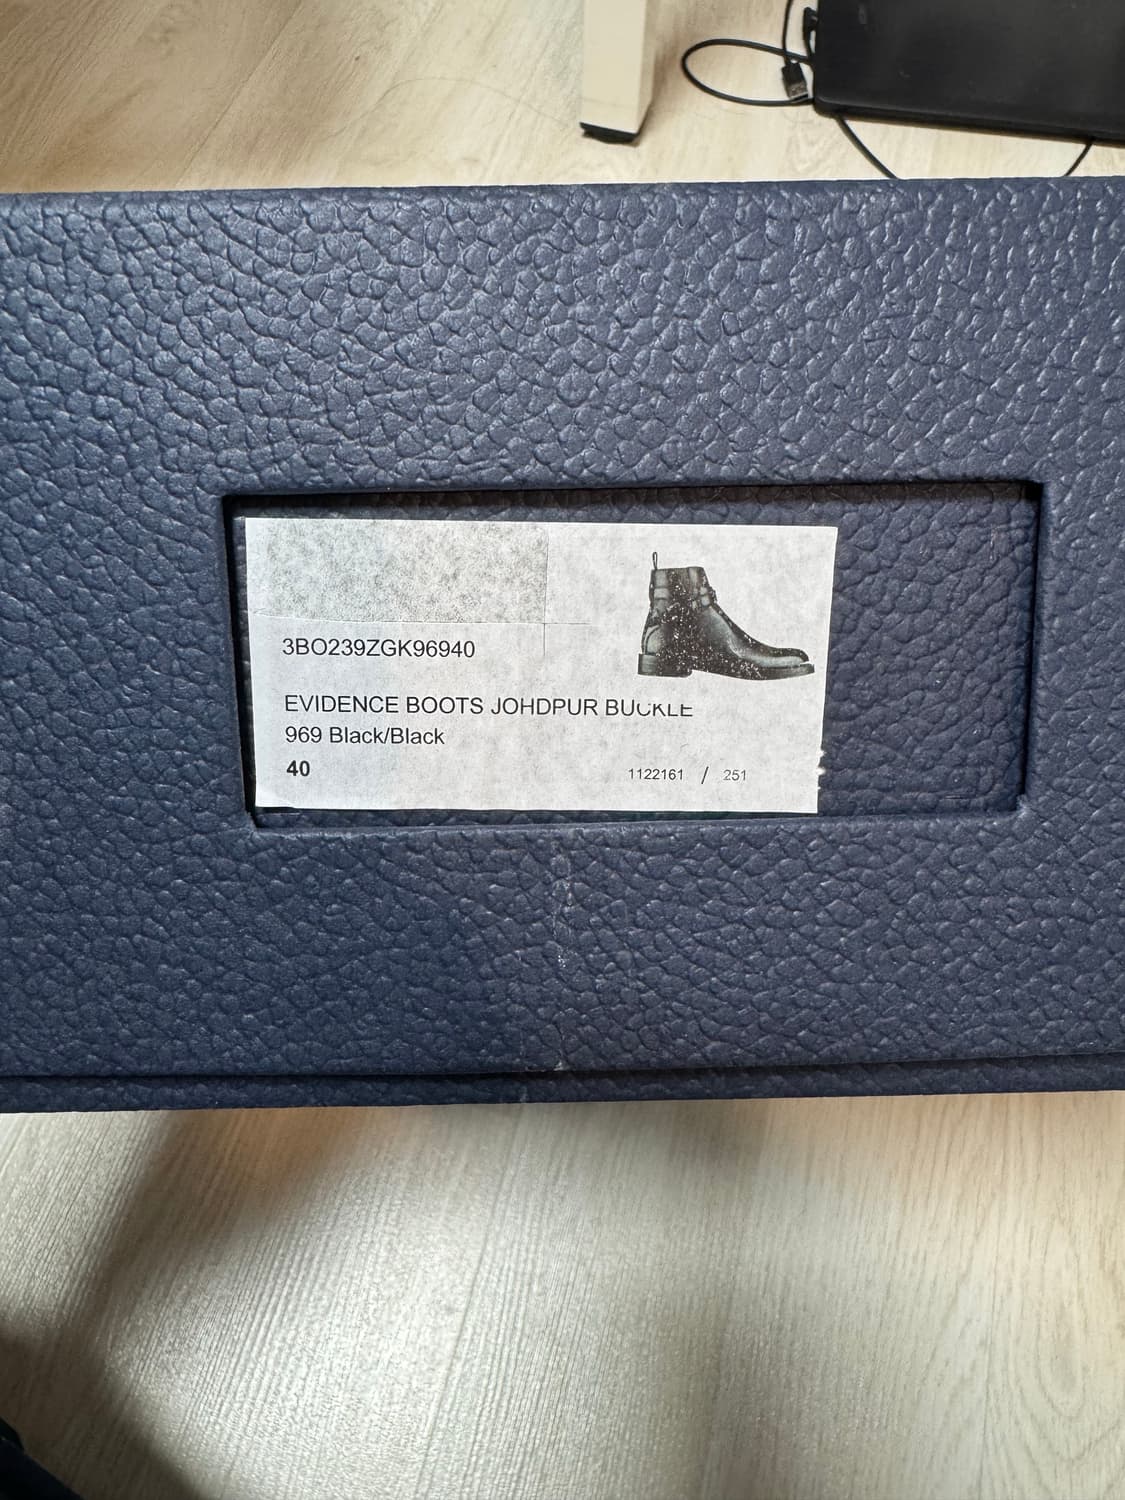 3BO239ZGK96940
EVIDENCE BOOTS JOHDPUR BUCKLE
969 Black/Black
40
1122161 / 251